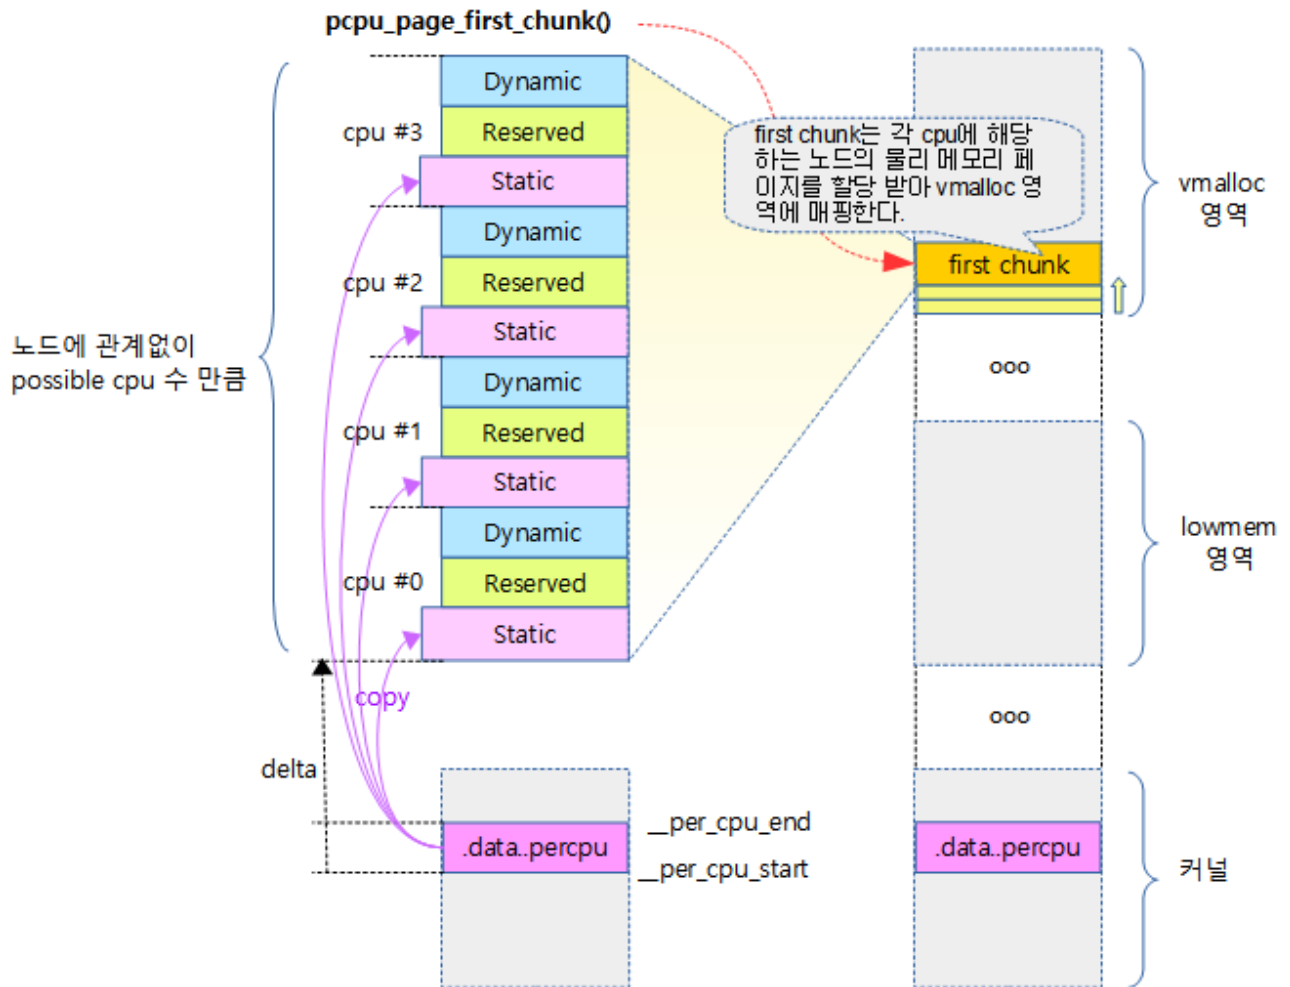 pcpu_page_first_chunk()
Dynamic
cpu #3
Reserved
Static
Dynamic
cpu #2
Reserved
Static
Dynamic
cpu #1
Reserved
Static
Dynamic
cpu #0
Reserved
Static
노드에 관계없이
possible cpu 수 만큼
first chunk는 각 cpu에 해당
하는 노드의 물리 메모리 페
이지를 할당 받아 vmalloc 영
역에 매핑한다.
first chunk
vmalloc
영역
ooo
lowmem
영역
ooo
copy
delta
__per_cpu_end
.data..percpu
__per_cpu_start
.data..percpu
커널